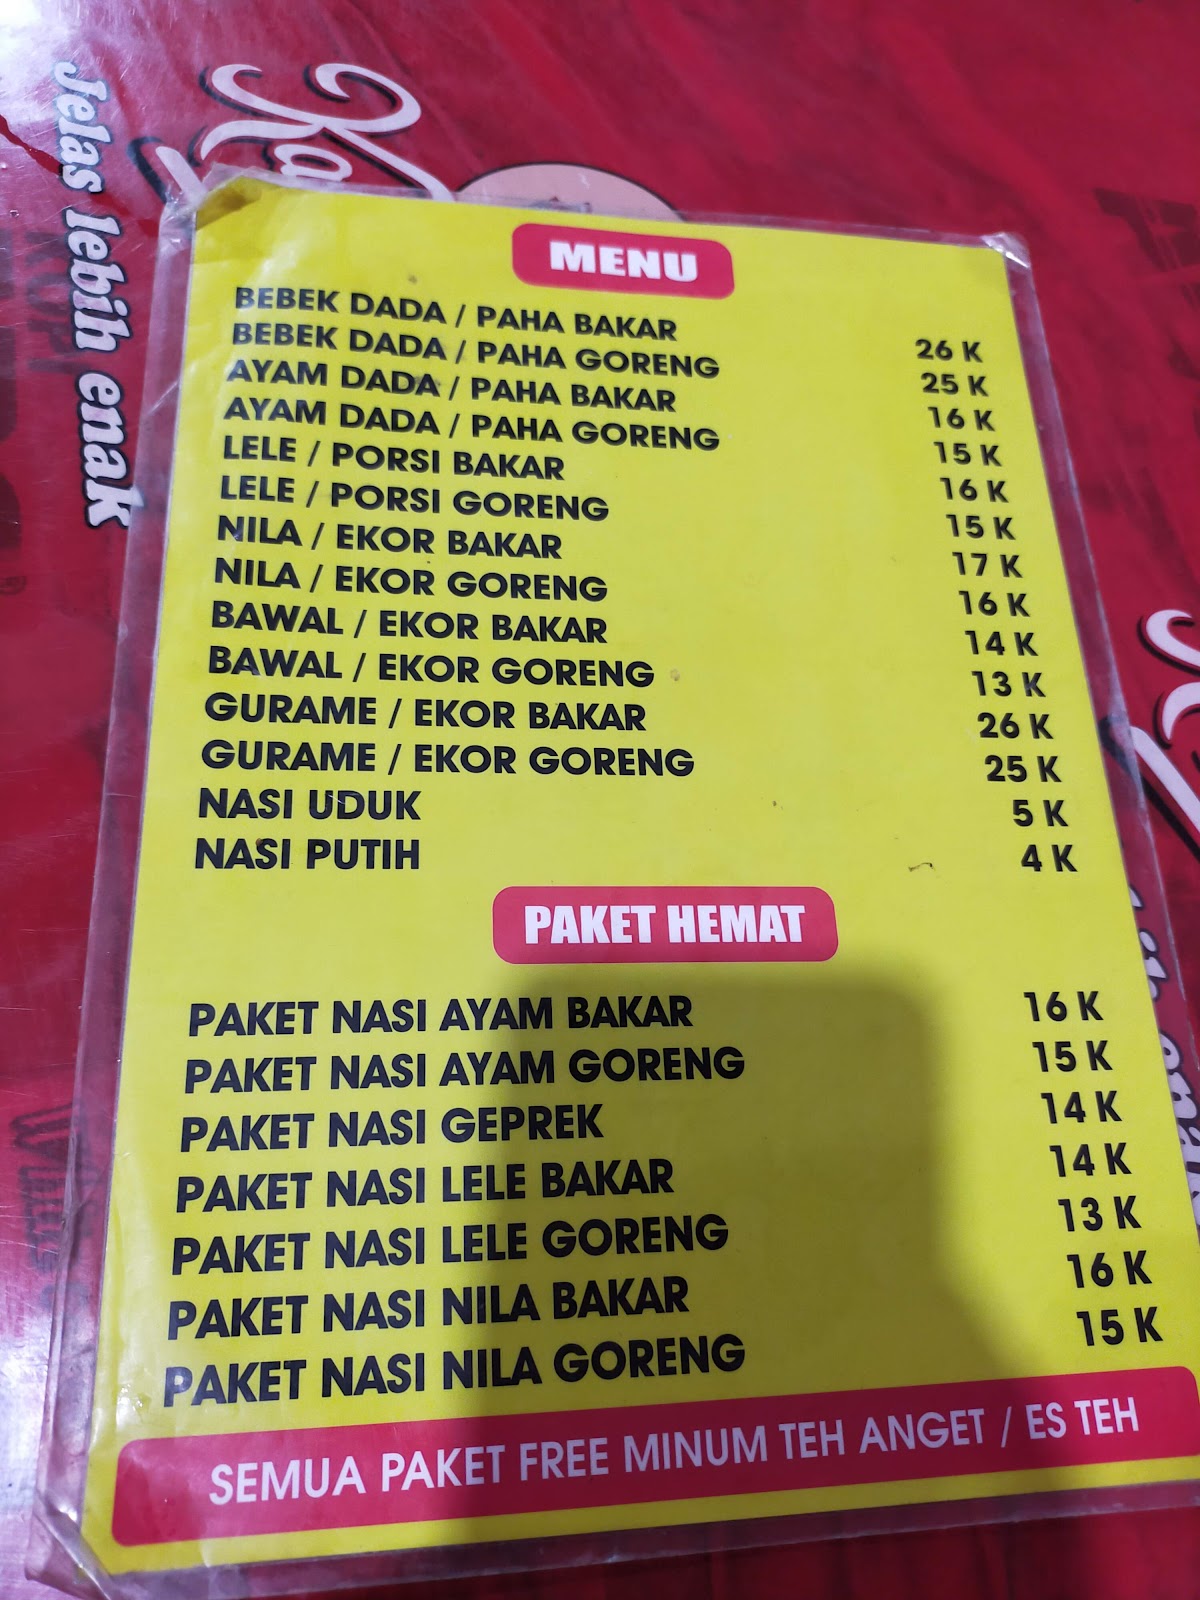 Jelas lebih enak
Ka
MENU
BEBEK DADA / PAHA BAKAR 26 K
BEBEK DADA / PAHA GORENG 25 K
AYAM DADA / PAHA BAKAR 16 K
AYAM DADA / PAHA GORENG 15 K
LELE / PORSI BAKAR 16 K
LELE / PORSI GORENG 15 K
NILA / EKOR BAKAR 17 K
NILA / EKOR GORENG 16 K
BAWAL / EKOR BAKAR 14 K
BAWAL / EKOR GORENG 13 K
GURAME / EKOR BAKAR 26 K
GURAME / EKOR GORENG 25 K
NASI UDUK 5 K
NASI PUTIH 4 K
PAKET HEMAT
PAKET NASI AYAM BAKAR 16 K
PAKET NASI AYAM GORENG 15 K
PAKET NASI GEPREK 14 K
PAKET NASI LELE BAKAR 14 K
PAKET NASI LELE GORENG 13 K
PAKET NASI NILA BAKAR 16 K
PAKET NASI NILA GORENG 15 K
SEMUA PAKET FREE MINUM TEH ANGET / ES TEH